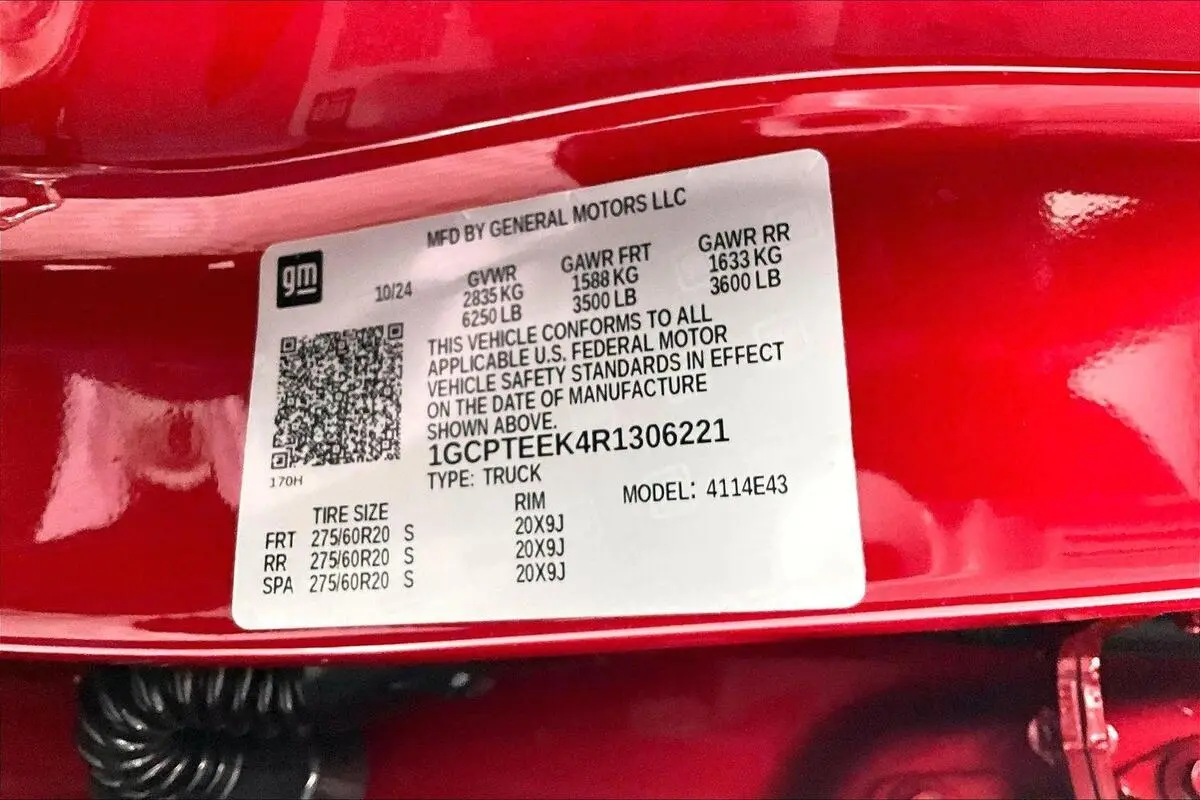 MFD BY GENERAL MOTORS LLC
gm
10/24
GVWR GAWR FRT GAWR RR
2835 KG 1588 KG 1633 KG
6250 LB 3500 LB 3600 LB
THIS VEHICLE CONFORMS TO ALL
APPLICABLE U.S. FEDERAL MOTOR
VEHICLE SAFETY STANDARDS IN EFFECT
ON THE DATE OF MANUFACTURE
SHOWN ABOVE.
1GCPTEEK4R1306221
170H
TYPE: TRUCK
MODEL: 4114E43
TIRE SIZE RIM
FRT 275/60R20 S 20X9J
RR 275/60R20 S 20X9J
SPA 275/60R20 S 20X9J